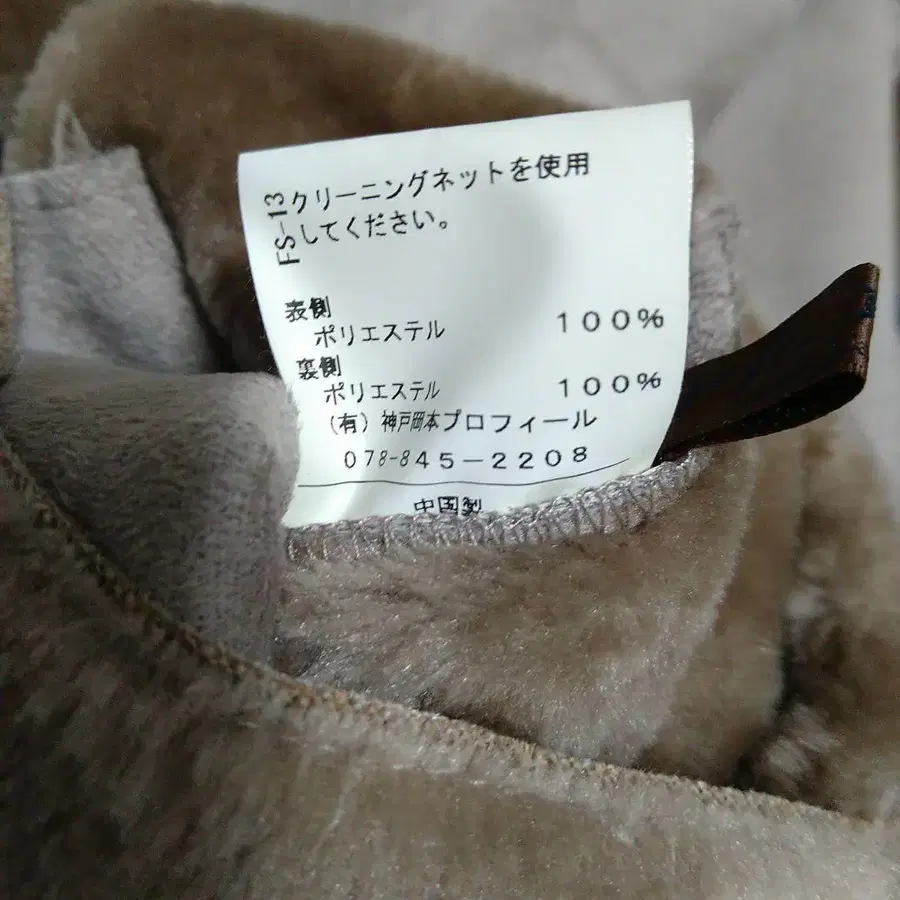 FS-13
クリーニングネットを使用
してください。
表側
ポリエステル 100%
裏側
ポリエステル 100%
(有)神戸岡本プロフィール
078-845-2208
中国製